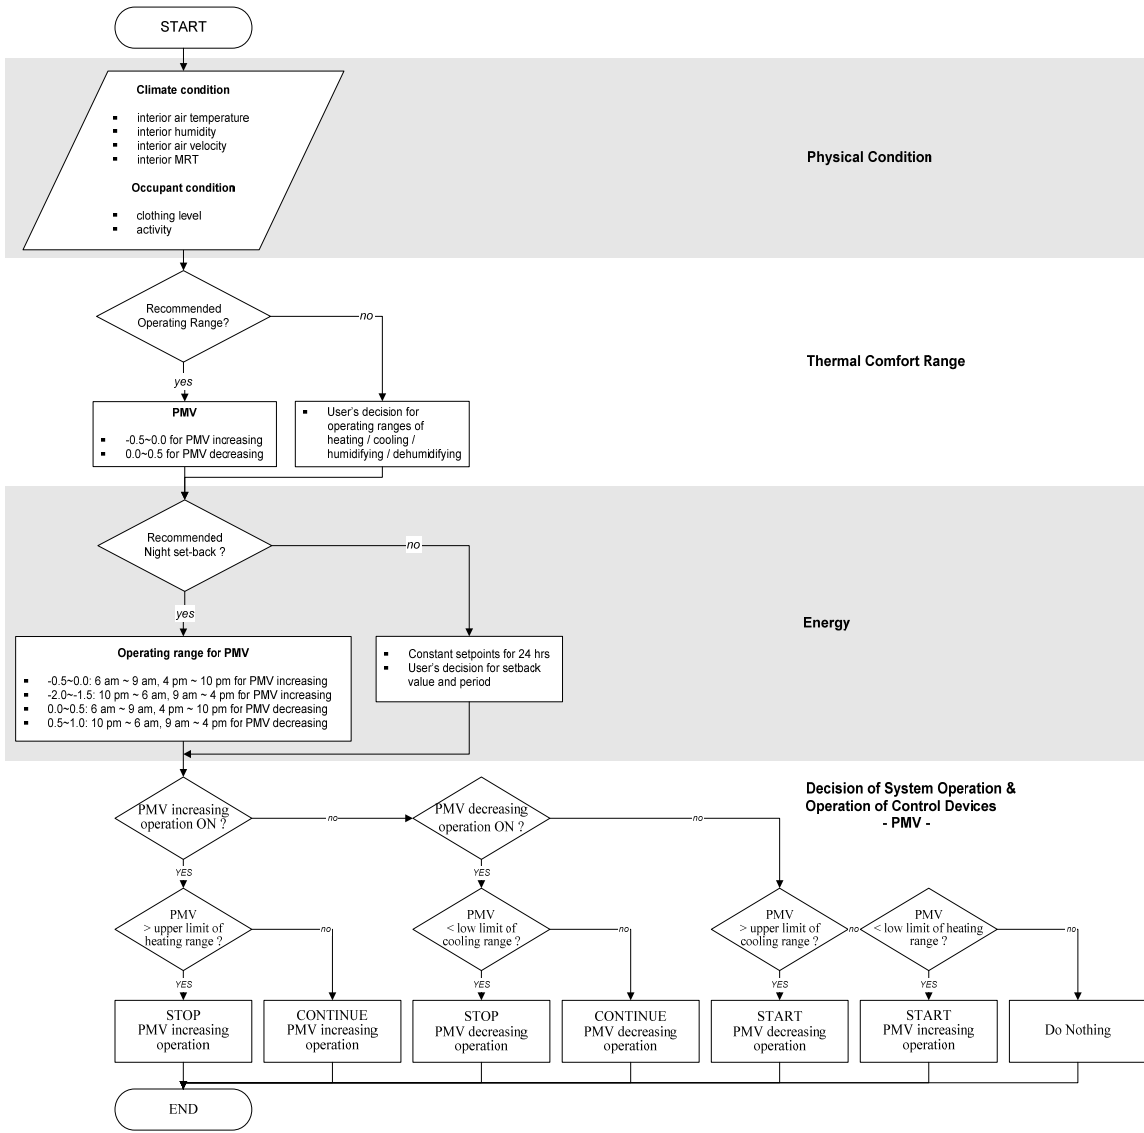 START
Climate condition
▪ interior air temperature
▪ interior humidity
▪ interior air velocity
▪ interior MRT
Occupant condition
▪ clothing level
▪ activity
Physical Condition
Recommended
Operating Range?
no
yes
Thermal Comfort Range
PMV
▪ -0.5~0.0 for PMV increasing
▪ 0.0~0.5 for PMV decreasing
▪ User's decision for
operating ranges of
heating / cooling /
humidifying / dehumidifying
Recommended
Night set-back ?
no
yes
Energy
Operating range for PMV
▪ -0.5~0.0: 6 am ~ 9 am, 4 pm ~ 10 pm for PMV increasing
▪ -2.0~-1.5: 10 pm ~ 6 am, 9 am ~ 4 pm for PMV increasing
▪ 0.0~0.5: 6 am ~ 9 am, 4 pm ~ 10 pm for PMV decreasing
▪ 0.5~1.0: 10 pm ~ 6 am, 9 am ~ 4 pm for PMV decreasing
▪ Constant setpoints for 24 hrs
▪ User's decision for setback
value and period
Decision of System Operation &
Operation of Control Devices
- PMV -
PMV increasing
operation ON ?
no
YES
PMV decreasing
operation ON ?
no
YES
PMV
> upper limit of
heating range ?
no
YES
PMV
< low limit of
cooling range ?
no
YES
PMV
> upper limit of
cooling range ?
no
YES
PMV
< low limit of heating
range ?
no
YES
STOP
PMV increasing
operation
CONTINUE
PMV increasing
operation
STOP
PMV decreasing
operation
CONTINUE
PMV decreasing
operation
START
PMV decreasing
operation
START
PMV increasing
operation
Do Nothing
END